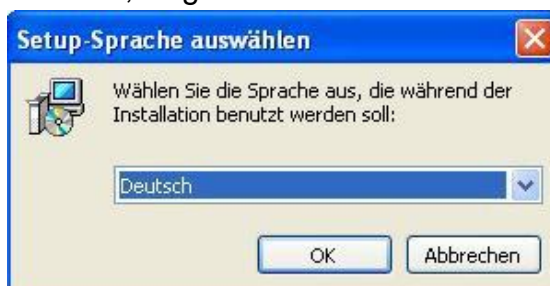 Setup-Sprache auswählen
Wählen Sie die Sprache aus, die während der
Installation benutzt werden soll:
Deutsch
OK
Abbrechen